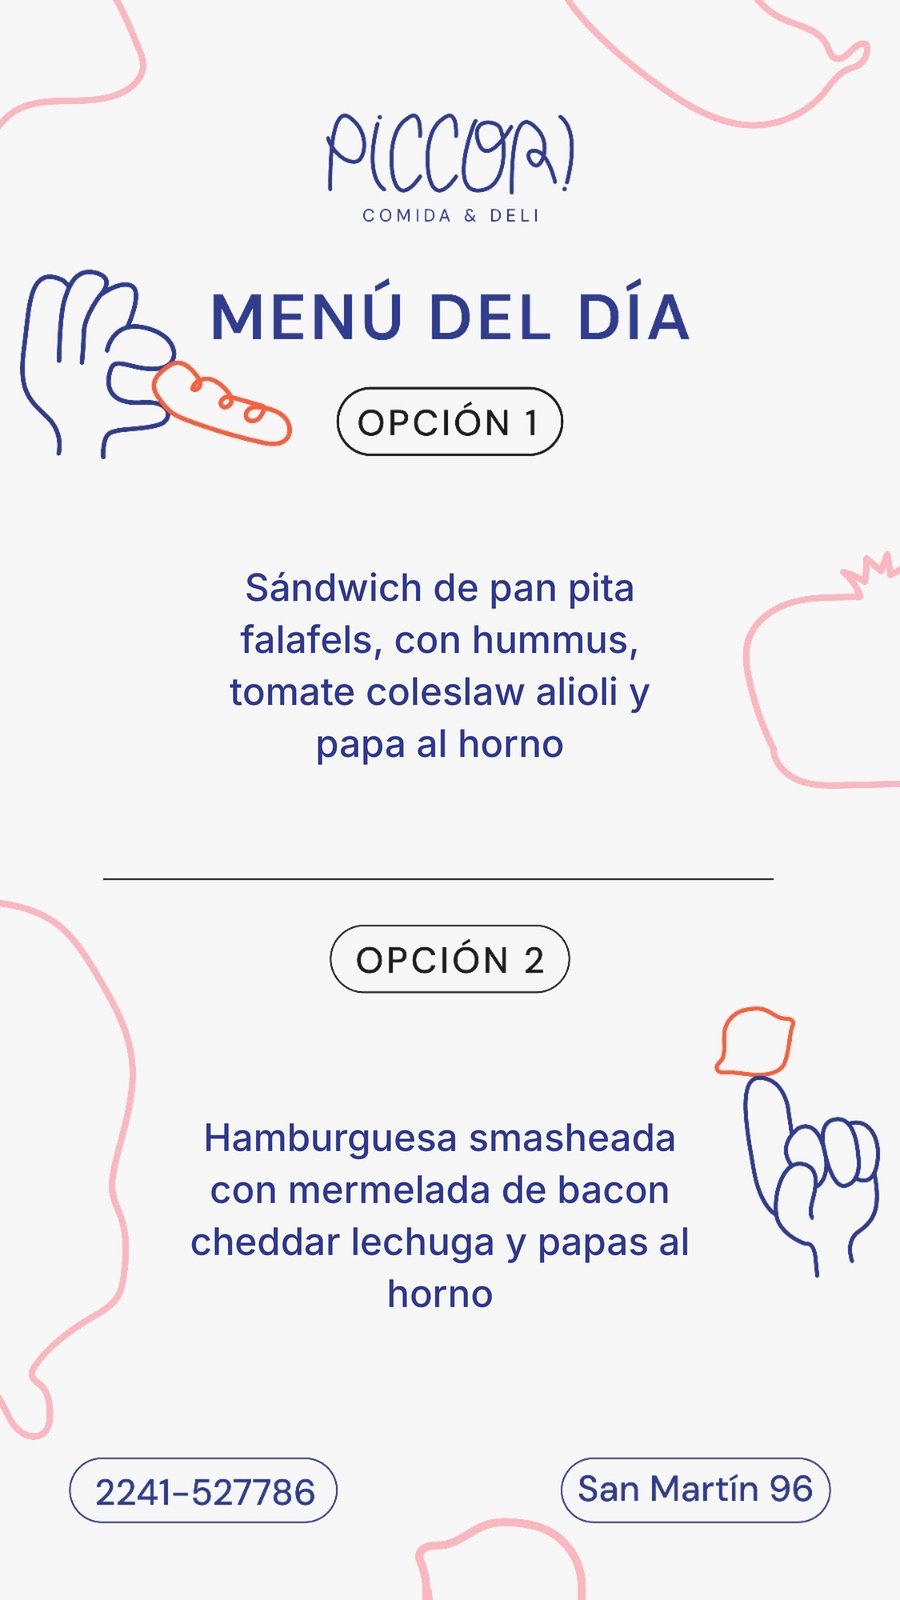 PICCOR!
COMIDA & DELI
MENÚ DEL DÍA
OPCIÓN 1
Sándwich de pan pita
falafels, con hummus,
tomate coleslaw alioli y
papa al horno
OPCIÓN 2
Hamburguesa smasheada
con mermelada de bacon
cheddar lechuga y papas al
horno
2241-527786
San Martín 96